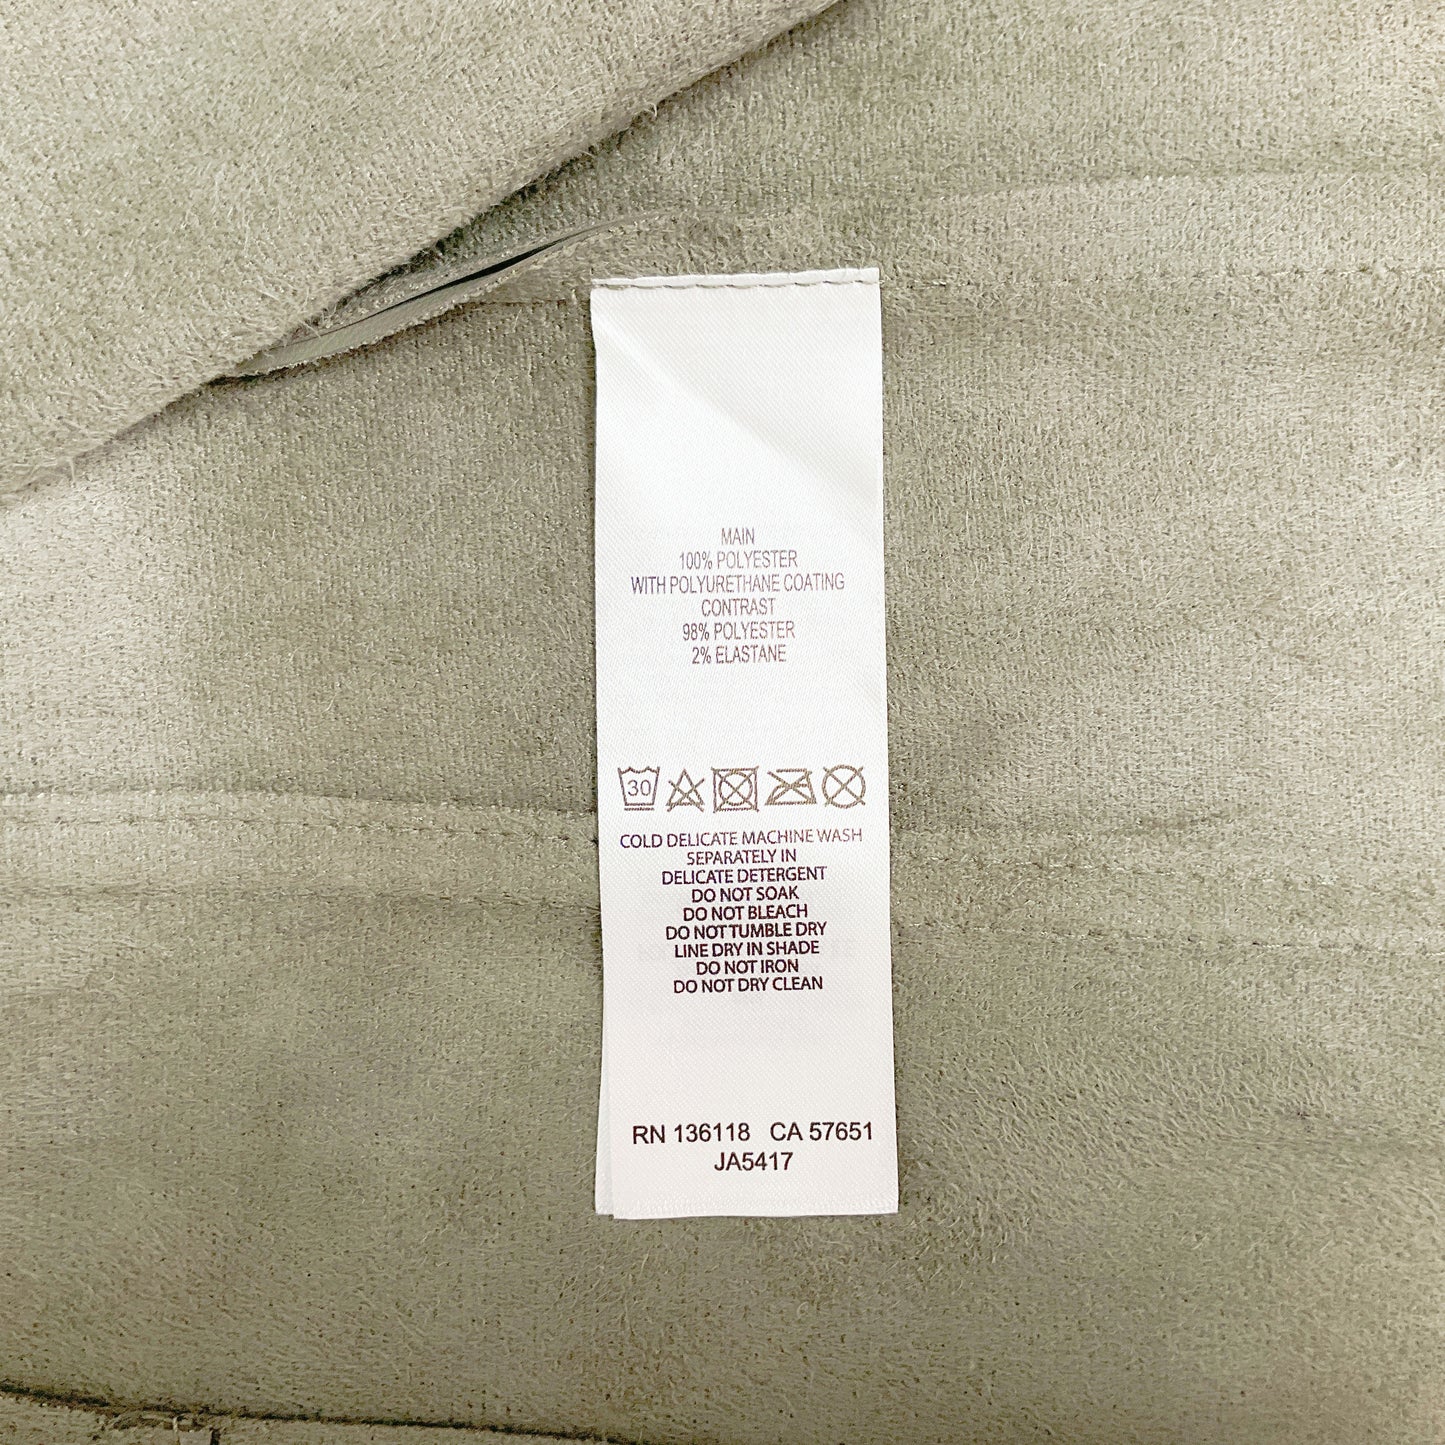 MAIN
100% POLYESTER
WITH POLYURETHANE COATING
CONTRAST
98% POLYESTER
2% ELASTANE
30
COLD DELICATE MACHINE WASH
SEPARATELY IN
DELICATE DETERGENT
DO NOT SOAK
DO NOT BLEACH
DO NOT TUMBLE DRY
LINE DRY IN SHADE
DO NOT IRON
DO NOT DRY CLEAN
RN 136118 CA 57651
JA5417